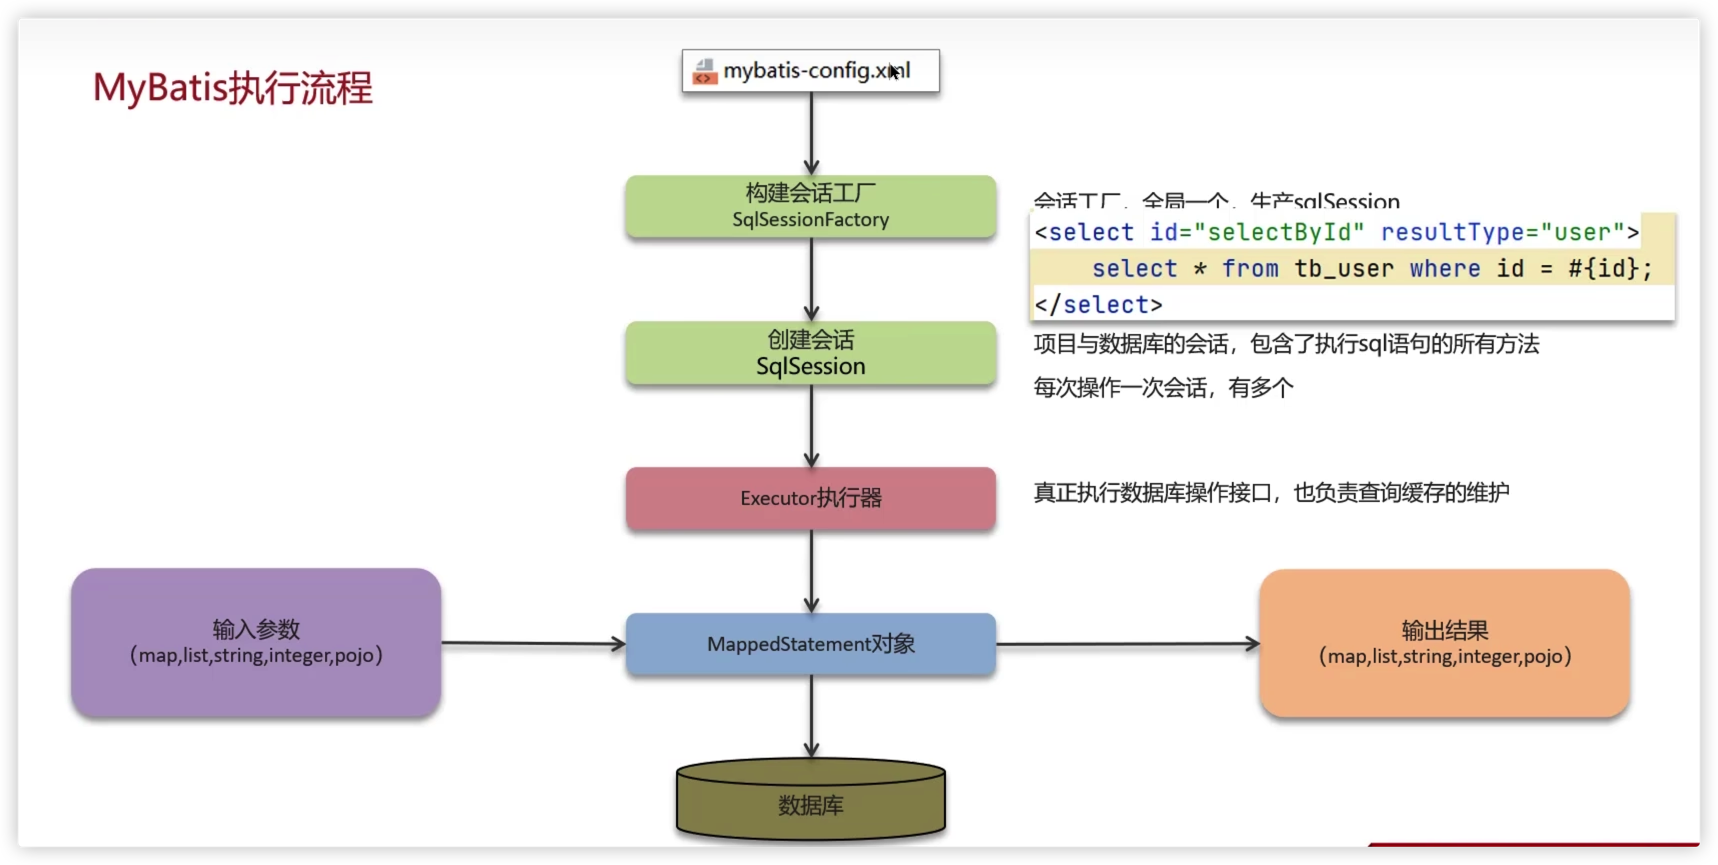 MyBatis执行流程
mybatis-config.xml
构建会话工厂
SqlSessionFactory
会话工厂，全局一个，生产sqlSession
<select id="selectById" resultType="user">
select * from tb_user where id = #{id};
</select>
创建会话
SqlSession
项目与数据库的会话，包含了执行sql语句的所有方法
每次操作一次会话，有多个
Executor执行器
真正执行数据库操作接口，也负责查询缓存的维护
输入参数
（map,list,string,integer,pojo）
MappedStatement对象
输出结果
（map,list,string,integer,pojo）
数据库